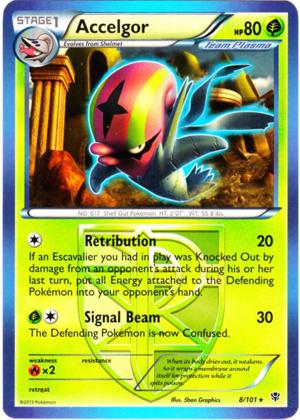 STAGE1
Accelgor
HP80
Evolves from Shelmet
Team Plasma
NO. 617 Shell Out Pokémon HT: 2'07" WT: 55.8 lbs.
Retribution 20
If an Escavalier you had in play was Knocked Out by
damage from an opponent's attack during his or her
last turn, put all Energy attached to the Defending
Pokémon into your opponent's hand.
Signal Beam 30
The Defending Pokémon is now Confused.
weakness
resistance
×2
retreat
When its body dries out, it weakens.
So it wraps a membrane around
itself for protection while it
spits poison.
©2013 Pokémon
Illus. 5ban Graphics
8/101